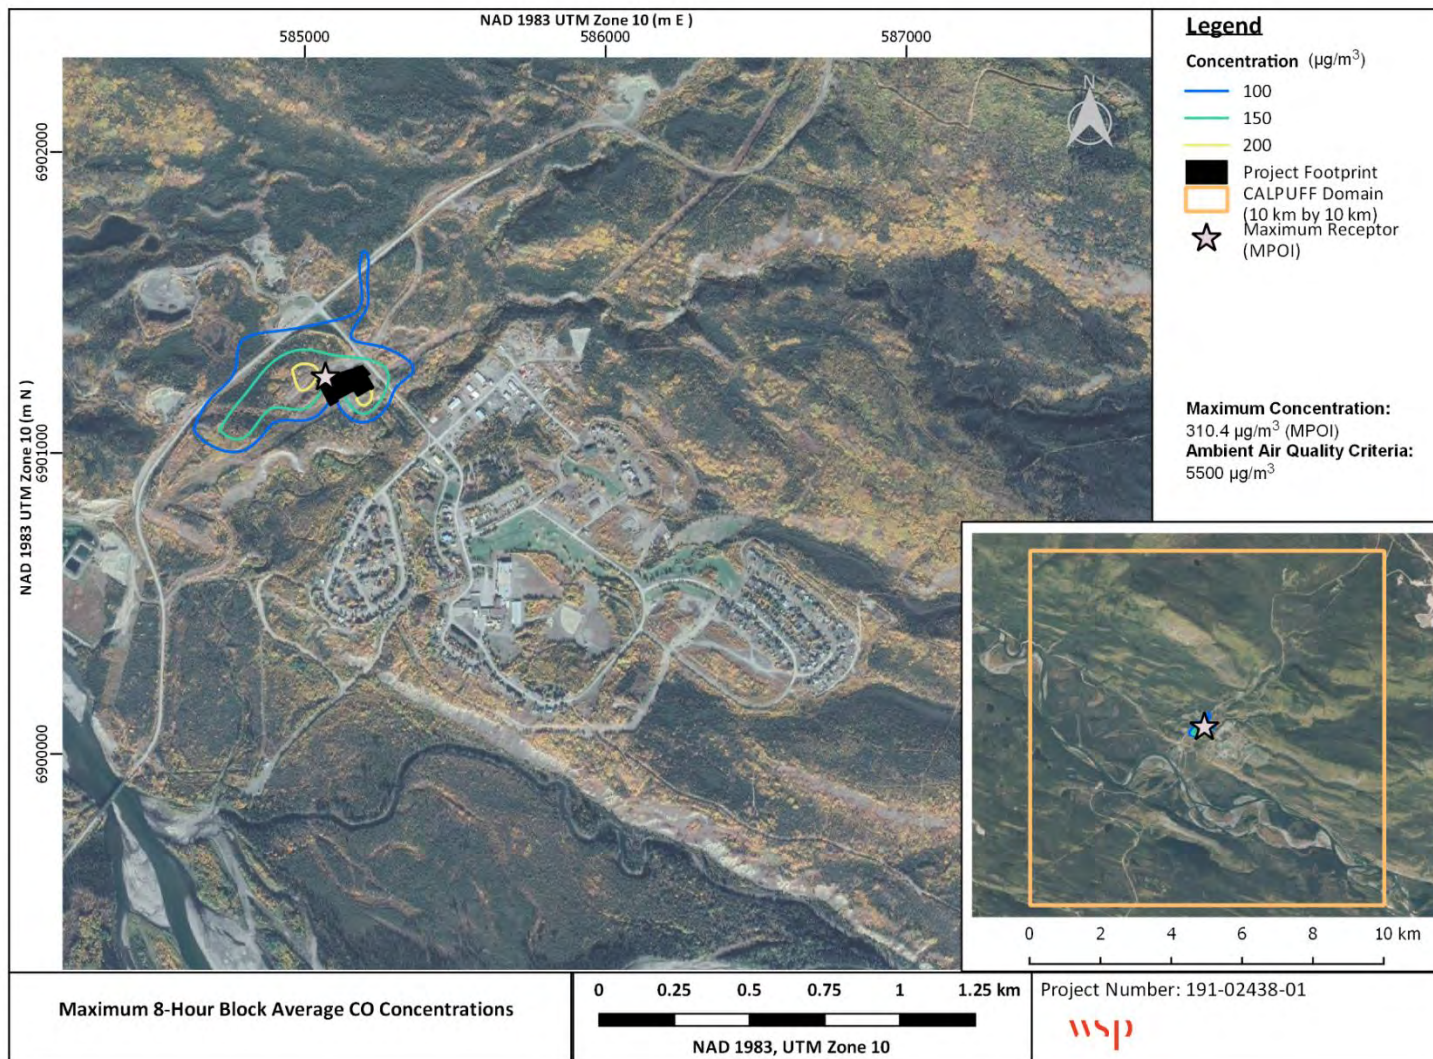 NAD 1983 UTM Zone 10 (m E )
585000 586000 587000
NAD 1983 UTM Zone 10 (m N )
6902000
6901000
6900000
N
Legend
Concentration (µg/m³)
100
150
200
Project Footprint
CALPUFF Domain
(10 km by 10 km)
Maximum Receptor
(MPOI)
Maximum Concentration:
310.4 µg/m³ (MPOI)
Ambient Air Quality Criteria:
5500 µg/m³
0 2 4 6 8 10 km
Maximum 8-Hour Block Average CO Concentrations
0 0.25 0.5 0.75 1 1.25 km
NAD 1983, UTM Zone 10
Project Number: 191-02438-01
wsp